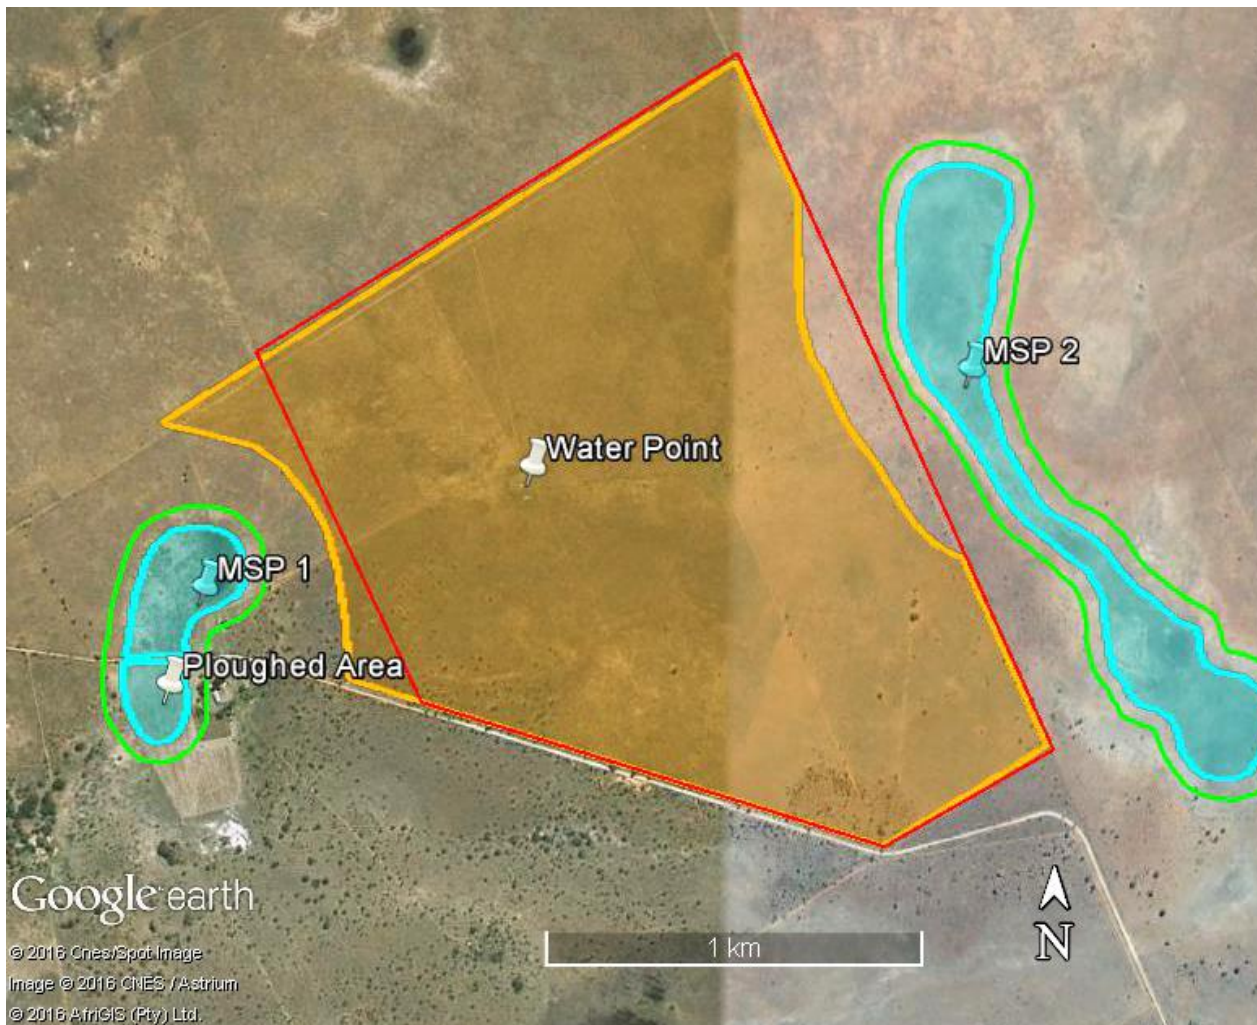 MSP 2
Water Point
MSP 1
Ploughed Area
Google earth
© 2016 Cnes/Spot Image
Image © 2016 CNES / Astrium
© 2016 AfriGIS (Pty) Ltd.
1 km
N